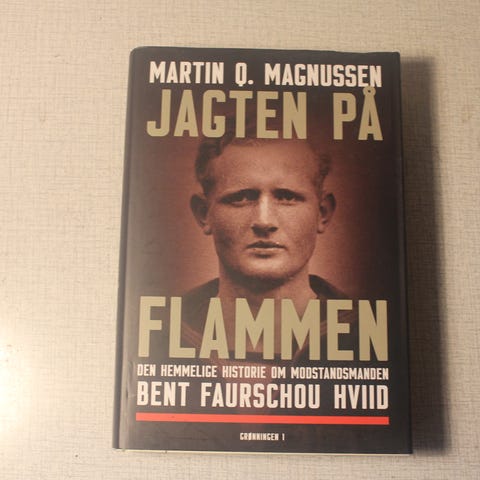 MARTIN Q. MAGNUSSEN
JAGTEN PÅ
FLAMMEN
DEN HEMMELIGE HISTORIE OM MODSTANDSMANDEN
BENT FAURSCHOU HVIID
GRØNNINGEN 1